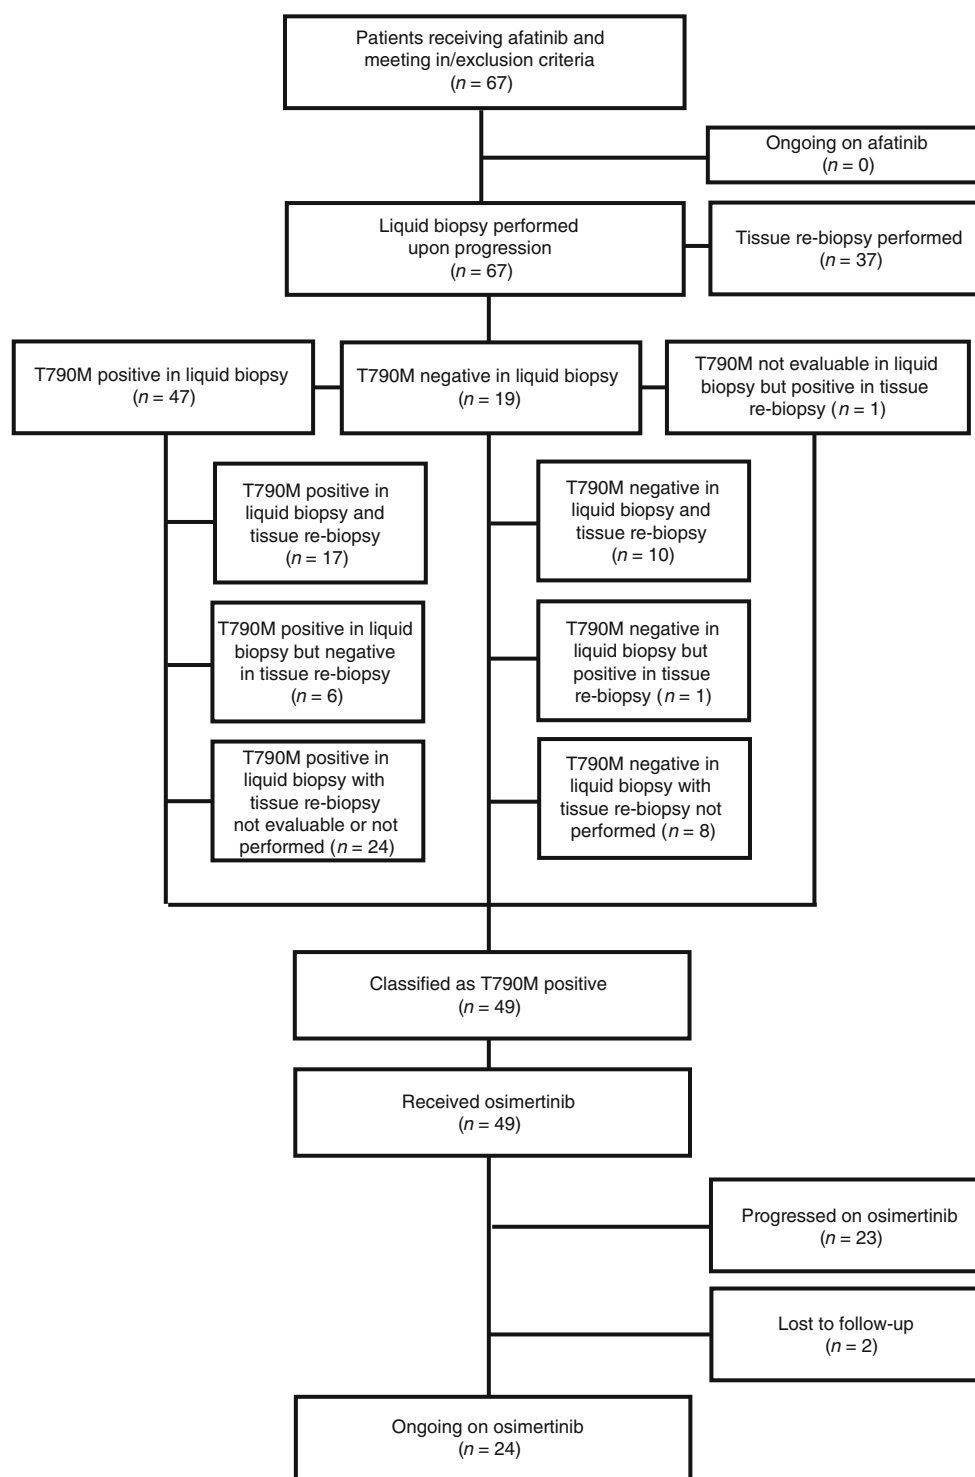 Patients receiving afatinib and
meeting in/exclusion criteria
(n = 67)
Ongoing on afatinib
(n = 0)
Liquid biopsy performed
upon progression
(n = 67)
Tissue re-biopsy performed
(n = 37)
T790M positive in liquid biopsy
(n = 47)
T790M negative in liquid biopsy
(n = 19)
T790M not evaluable in liquid
biopsy but positive in tissue
re-biopsy (n = 1)
T790M positive in
liquid biopsy and
tissue re-biopsy
(n = 17)
T790M negative in
liquid biopsy and
tissue re-biopsy
(n = 10)
T790M positive in liquid
biopsy but negative
in tissue re-biopsy
(n = 6)
T790M negative in
liquid biopsy but
positive in tissue
re-biopsy (n = 1)
T790M positive in
liquid biopsy with
tissue re-biopsy
not evaluable or not
performed (n = 24)
T790M negative in
liquid biopsy with
tissue re-biopsy not
performed (n = 8)
Classified as T790M positive
(n = 49)
Received osimertinib
(n = 49)
Progressed on osimertinib
(n = 23)
Lost to follow-up
(n = 2)
Ongoing on osimertinib
(n = 24)